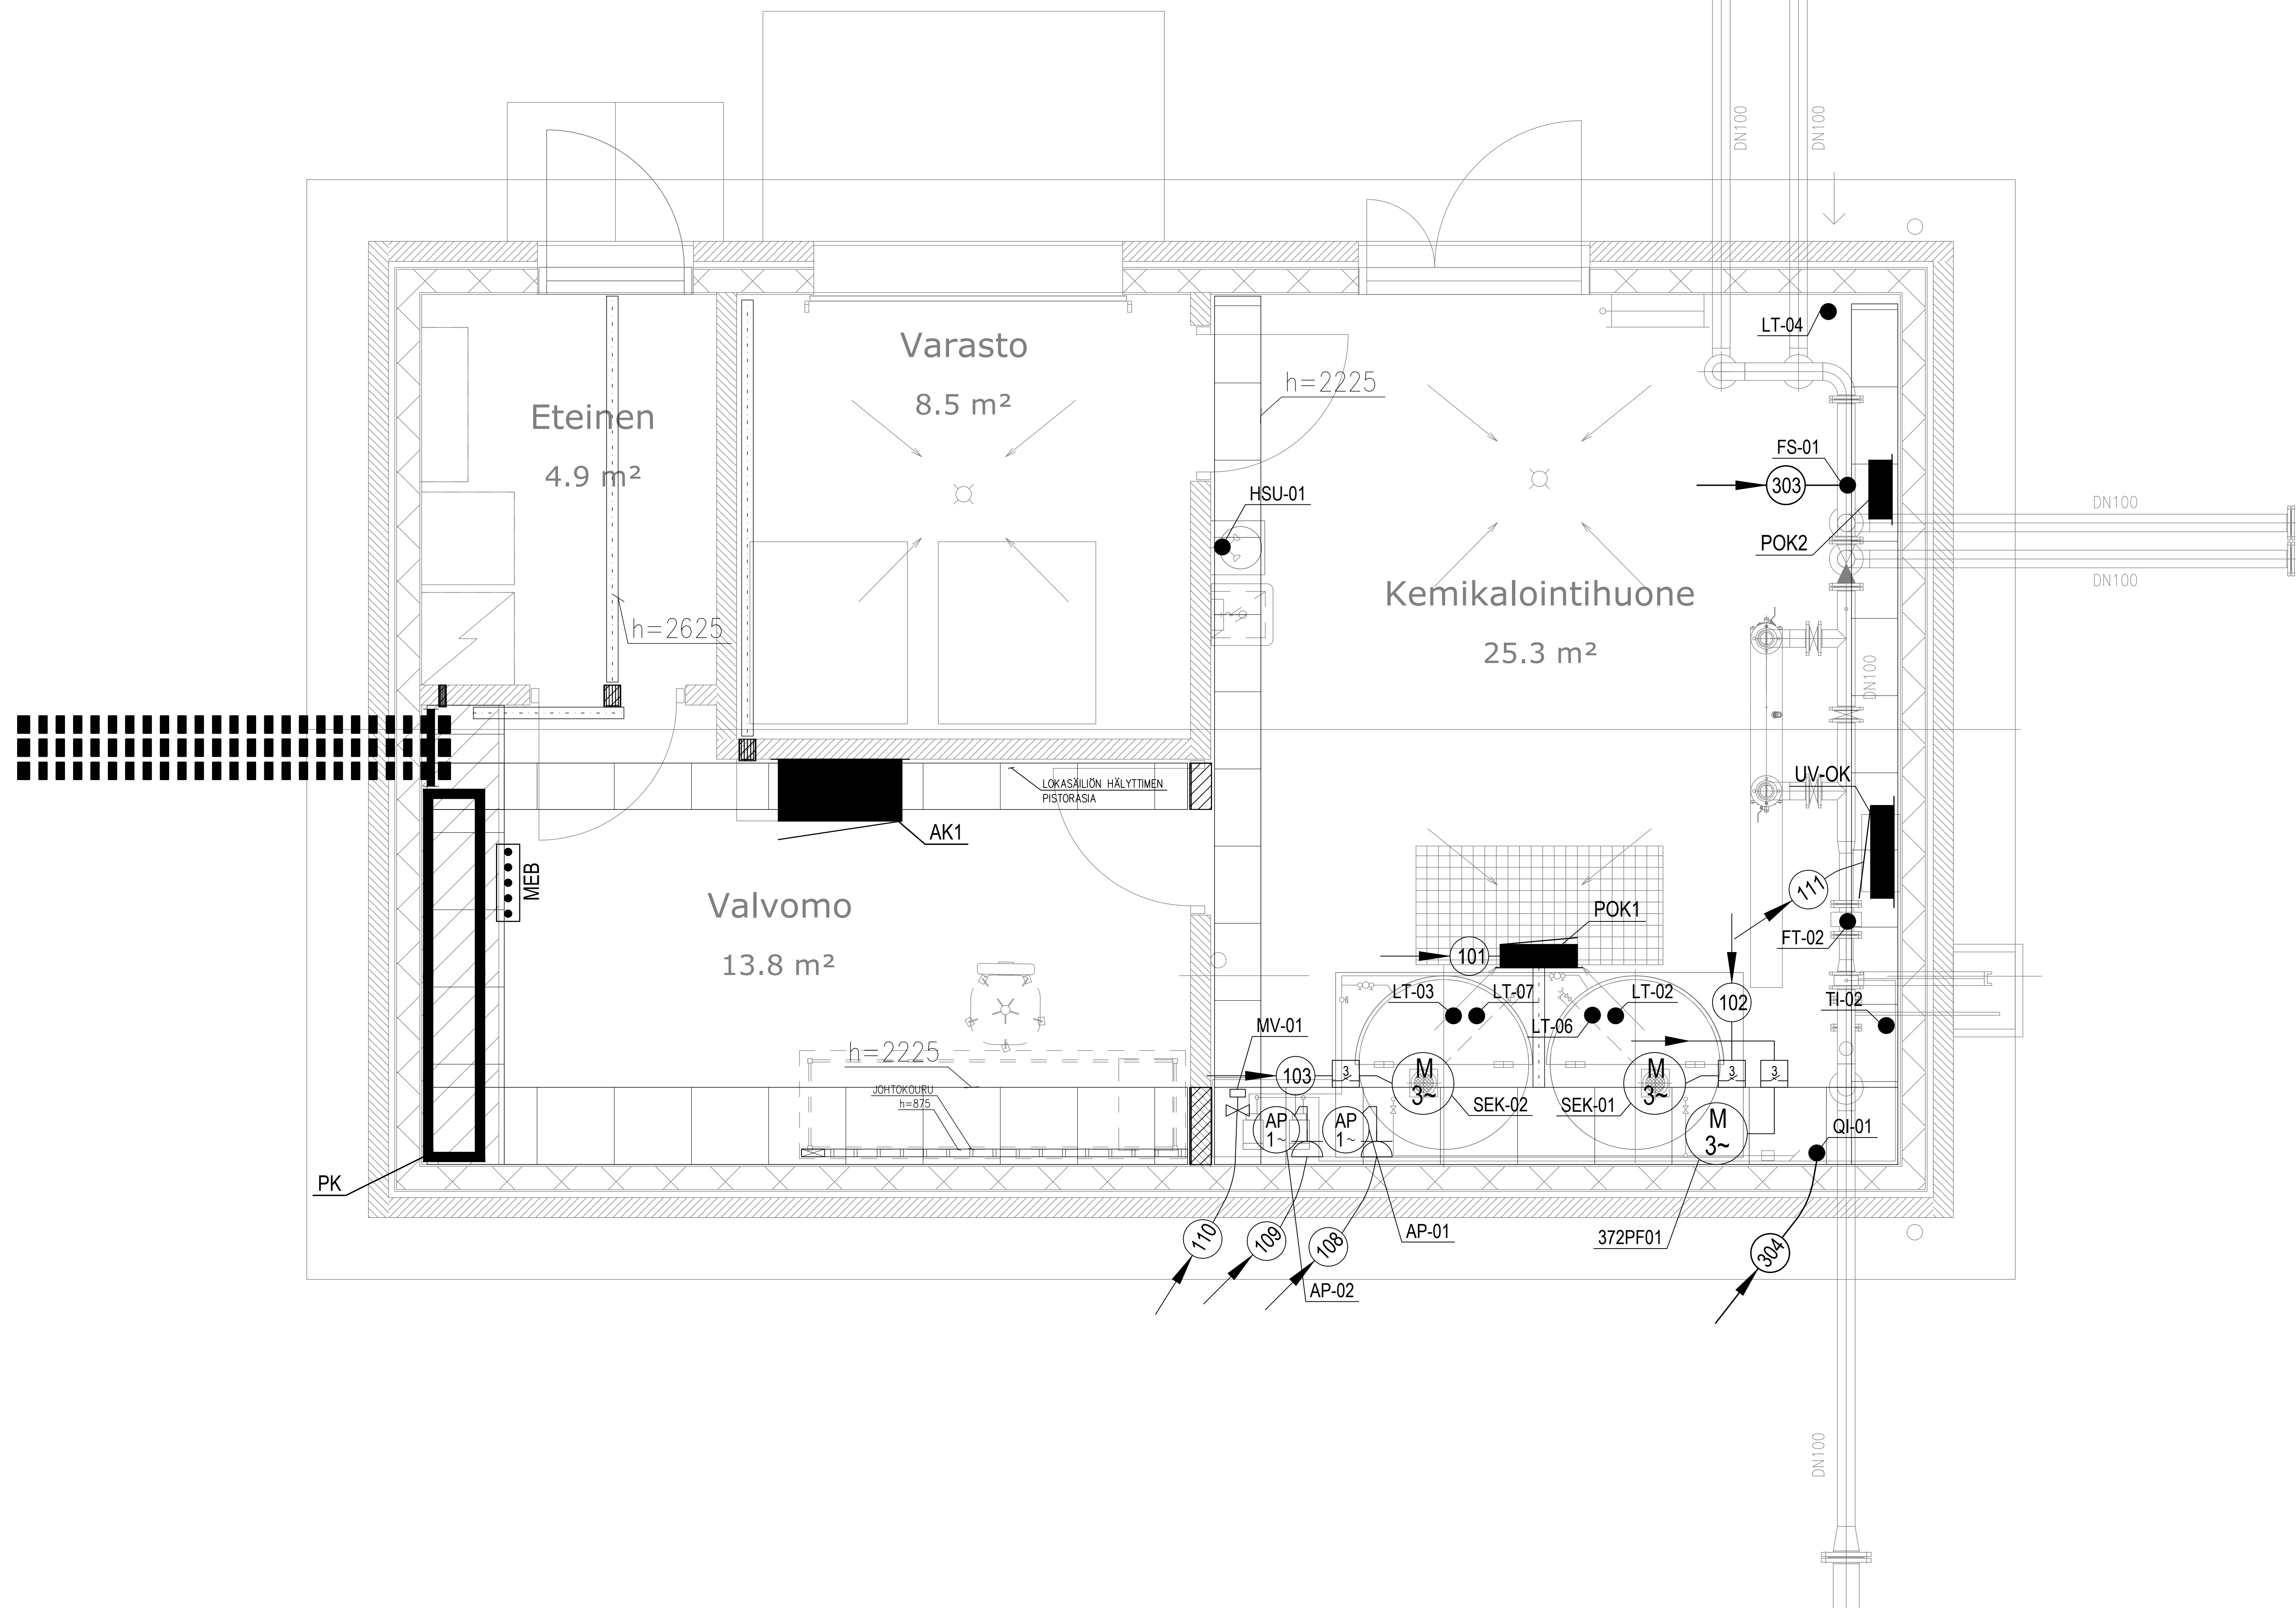 DN100
DN100
LT-04
Varasto
8.5 m²
h=2225
Eteinen
4.9 m²
FS-01
303
HSU-01
DN100
POK2
DN100
Kemikalointihuone
25.3 m²
h=2625
DN100
UV-OK
LOKASÄILIÖN HÄLYTTIMEN
PISTORASIA
AK1
MEB
111
Valvomo
13.8 m²
POK1
101
FT-02
LT-03
LT-07
LT-06
LT-02
102
TI-02
MV-01
h=2225
JOHTOKOURU
h=875
103
3
M
3~
SEK-02
SEK-01
M
3~
3
3
AP
1~
AP
1~
M
3~
QI-01
PK
110
109
108
AP-01
AP-02
372PF01
304
DN100